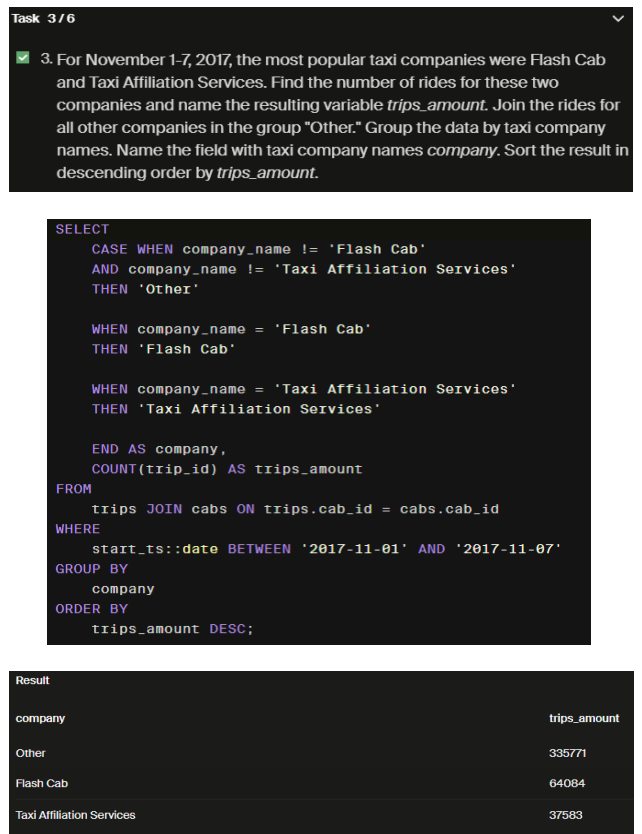 Task 3/6
3. For November 1-7, 2017, the most popular taxi companies were Flash Cab
and Taxi Affiliation Services. Find the number of rides for these two
companies and name the resulting variable trips_amount. Join the rides for
all other companies in the group "Other." Group the data by taxi company
names. Name the field with taxi company names company. Sort the result in
descending order by trips_amount.
SELECT
    CASE WHEN company_name != 'Flash Cab'
    AND company_name != 'Taxi Affiliation Services'
    THEN 'Other'
    WHEN company_name = 'Flash Cab'
    THEN 'Flash Cab'
    WHEN company_name = 'Taxi Affiliation Services'
    THEN 'Taxi Affiliation Services'
    END AS company,
    COUNT(trip_id) AS trips_amount
FROM
    trips JOIN cabs ON trips.cab_id = cabs.cab_id
WHERE
    start_ts::date BETWEEN '2017-11-01' AND '2017-11-07'
GROUP BY
    company
ORDER BY
    trips_amount DESC;
Result
company trips_amount
Other 335771
Flash Cab 64084
Taxi Affiliation Services 37583